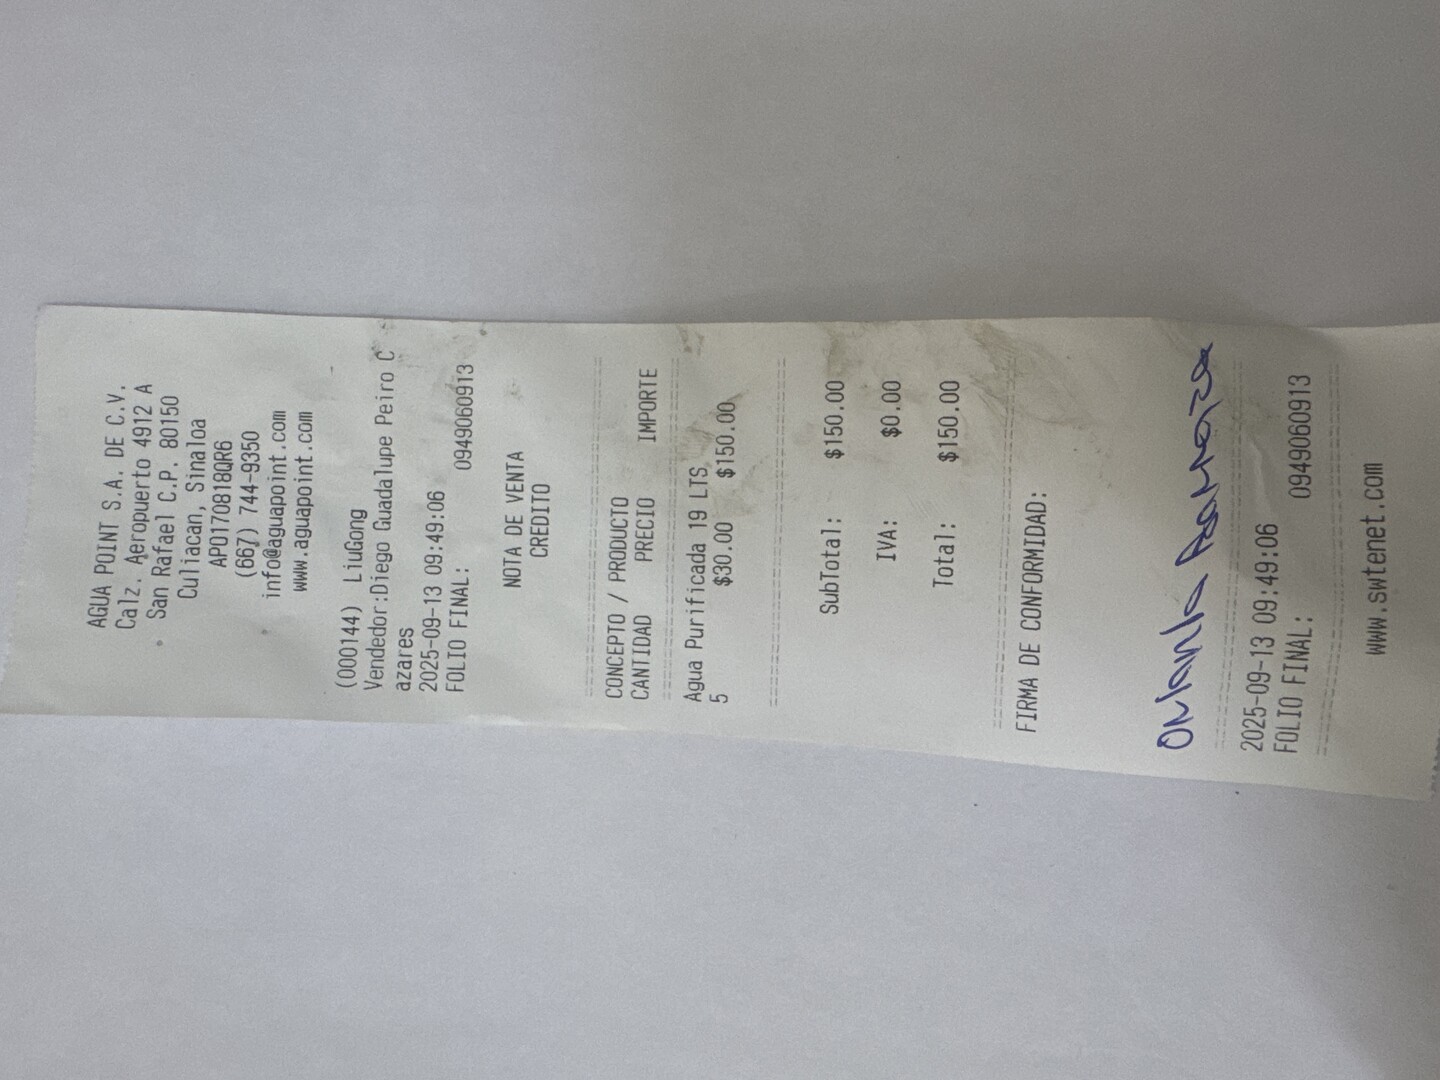 AGUA POINT S.A. DE C.V.
Calz. Aeropuerto 4912 A
San Rafael C.P. 80150
Culiacan, Sinaloa
APO170818QR6
(667) 744-9350
info@aguapoint.com
www.aguapoint.com
(000144) LiuGong
Vendedor:Diego Guadalupe Peiro C
azares
2025-09-13 09:49:06
FOLIO FINAL: 0949060913
NOTA DE VENTA
CREDITO
CONCEPTO / PRODUCTO
CANTIDAD PRECIO IMPORTE
Agua Purificada 19 LTS
5 $30.00 $150.00
SubTotal: $150.00
IVA: $0.00
Total: $150.00
FIRMA DE CONFORMIDAD:
2025-09-13 09:49:06
FOLIO FINAL: 0949060913
www.swtenet.com